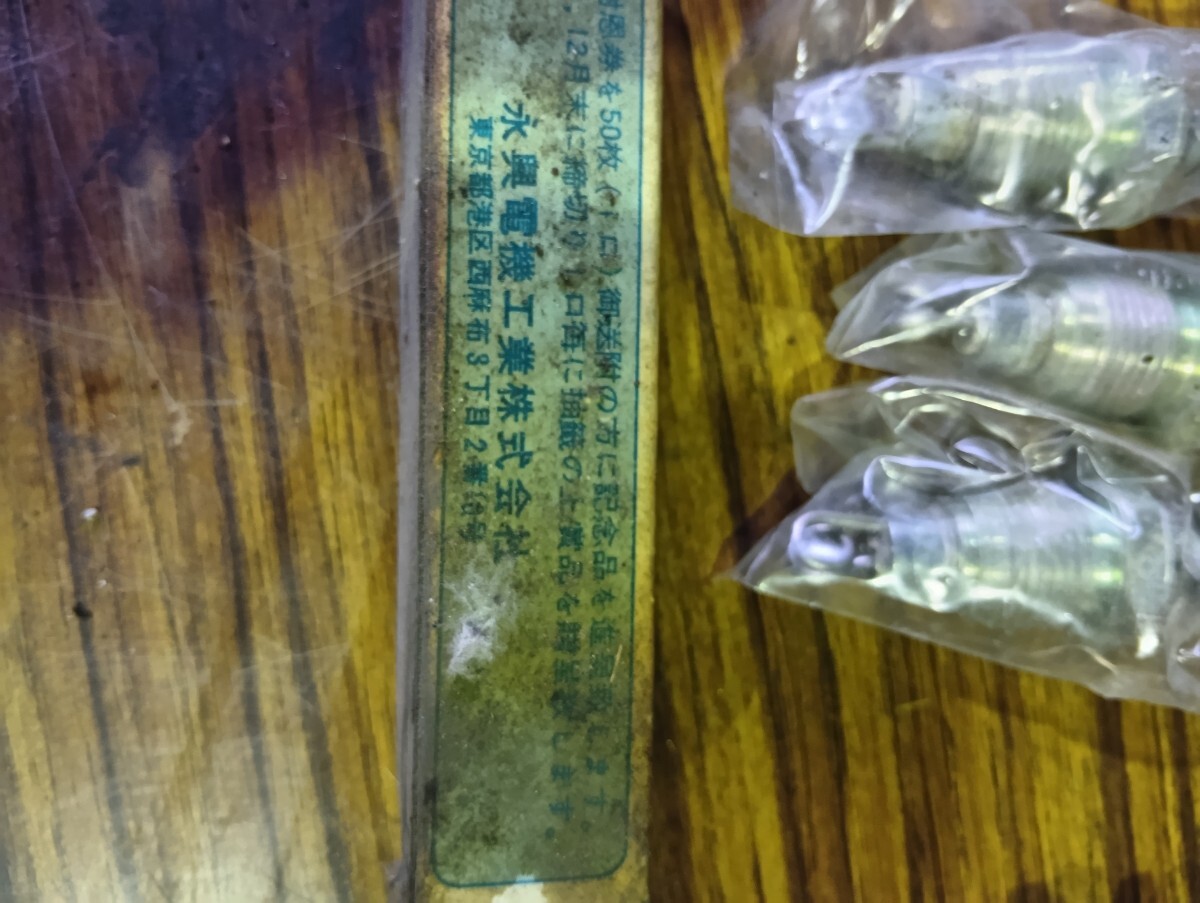 謝恩券を50枚(1口)御送附の方に記念品を進呈致します
12月末に締切り1口毎に抽籤の上賞品を贈呈致します。
永興電機工業株式会社
東京都港区西麻布3丁目2番